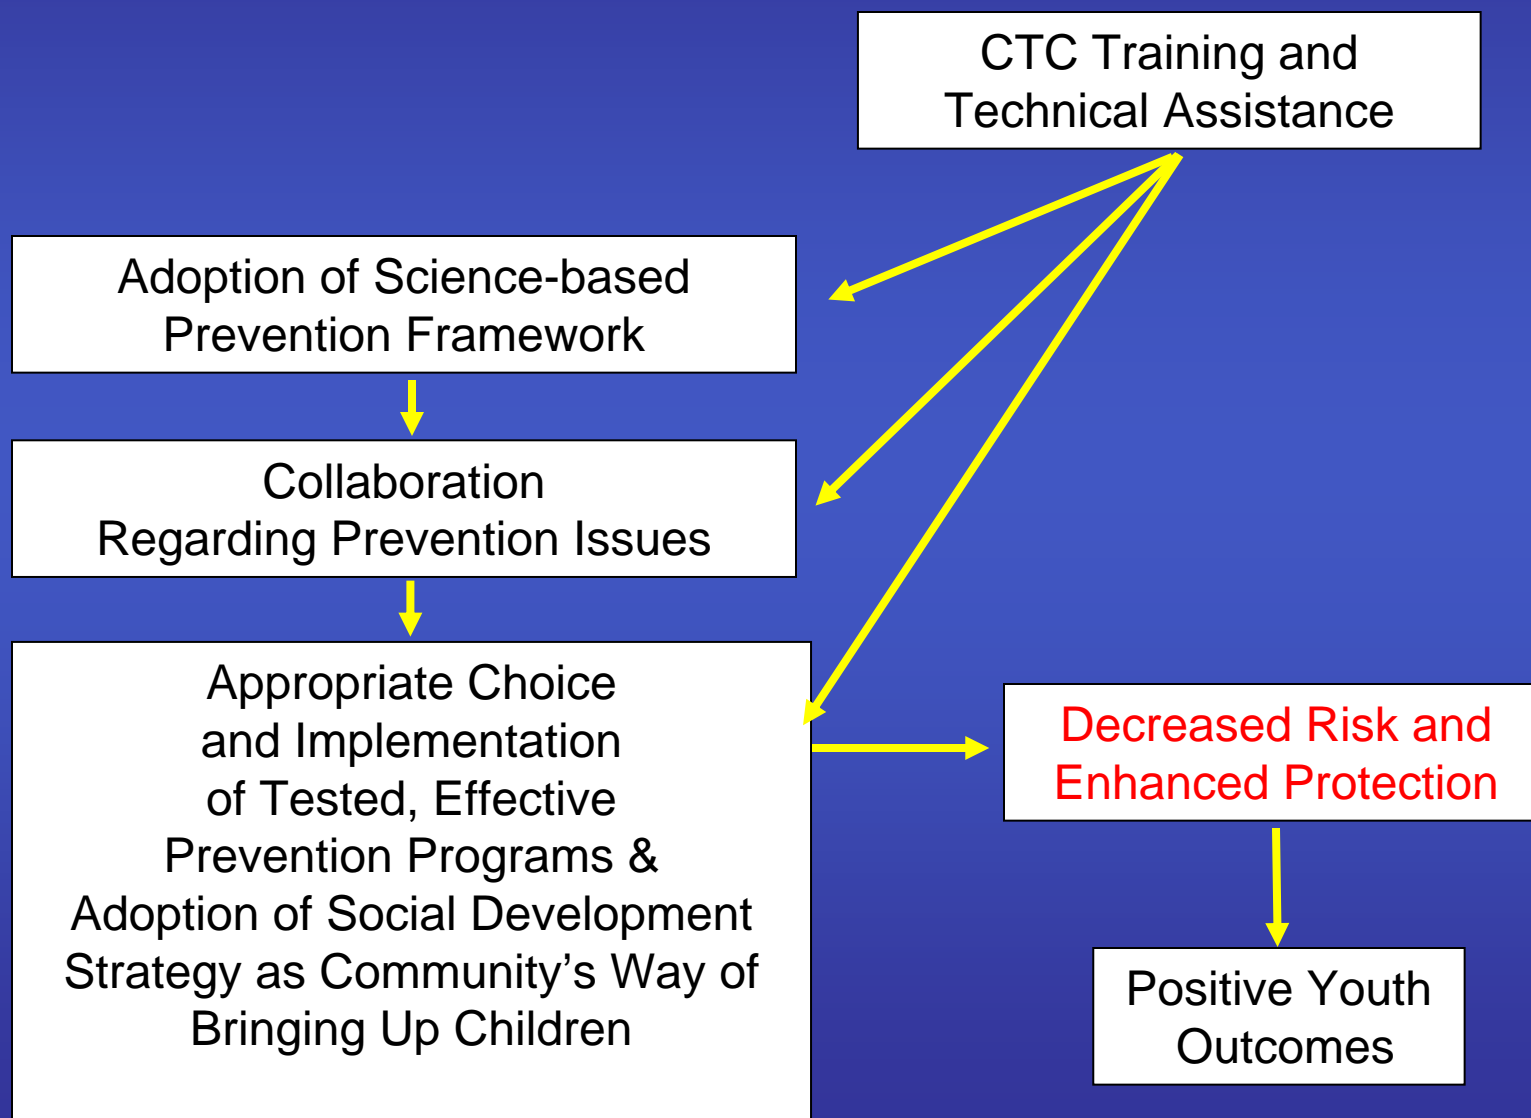 CTC Training and
Technical Assistance
Adoption of Science-based
Prevention Framework
Collaboration
Regarding Prevention Issues
Appropriate Choice
and Implementation
of Tested, Effective
Prevention Programs &
Adoption of Social Development
Strategy as Community’s Way of
Bringing Up Children
Decreased Risk and
Enhanced Protection
Positive Youth
Outcomes